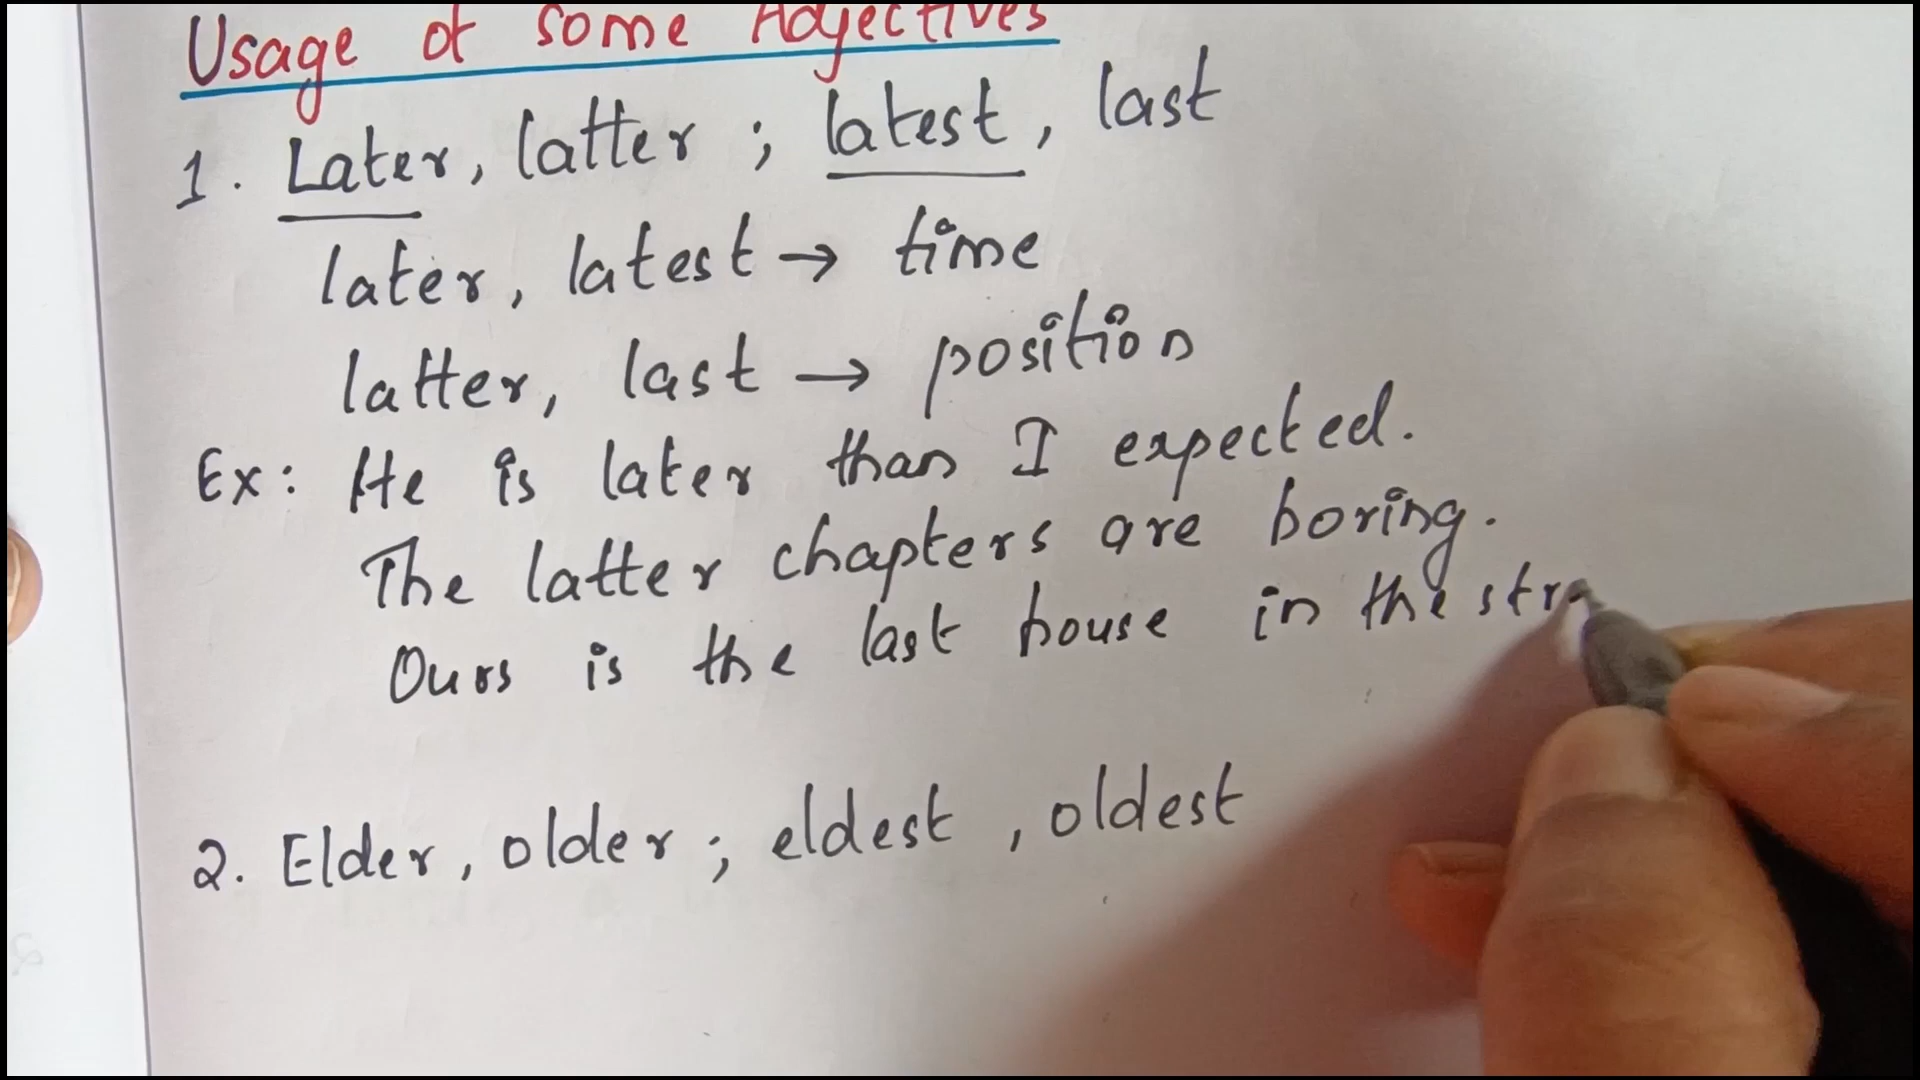 Usage of some Adjectives
1. Later, latter ; latest, last
later, latest → time
latter, last → position
Ex: He is later than I expected.
The latter chapters are boring.
Ours is the last house in the str
2. Elder, older ; eldest, oldest